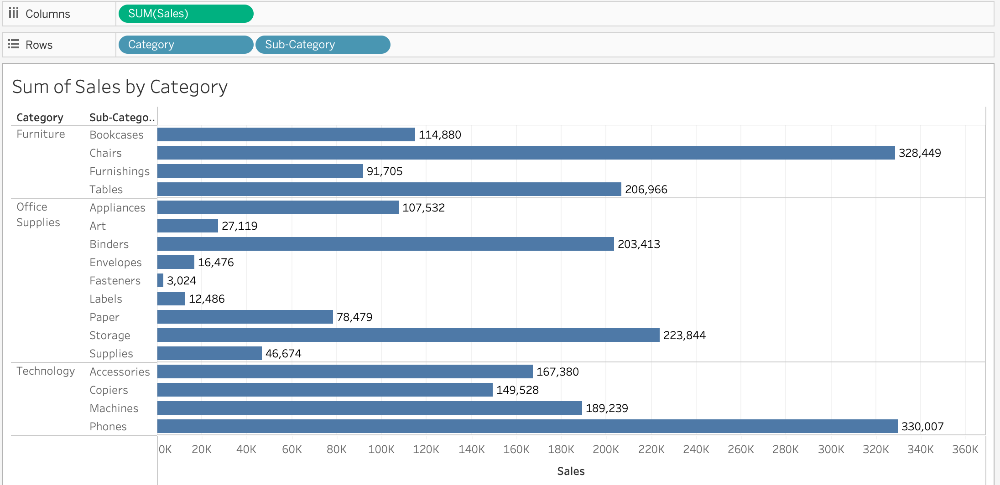 Columns SUM(Sales)
Rows Category Sub-Category
Sum of Sales by Category
Category Sub-Catego..
Furniture Bookcases 114,880
Chairs 328,449
Furnishings 91,705
Tables 206,966
Office Supplies Appliances 107,532
Art 27,119
Binders 203,413
Envelopes 16,476
Fasteners 3,024
Labels 12,486
Paper 78,479
Storage 223,844
Supplies 46,674
Technology Accessories 167,380
Copiers 149,528
Machines 189,239
Phones 330,007
0K 20K 40K 60K 80K 100K 120K 140K 160K 180K 200K 220K 240K 260K 280K 300K 320K 340K 360K
Sales